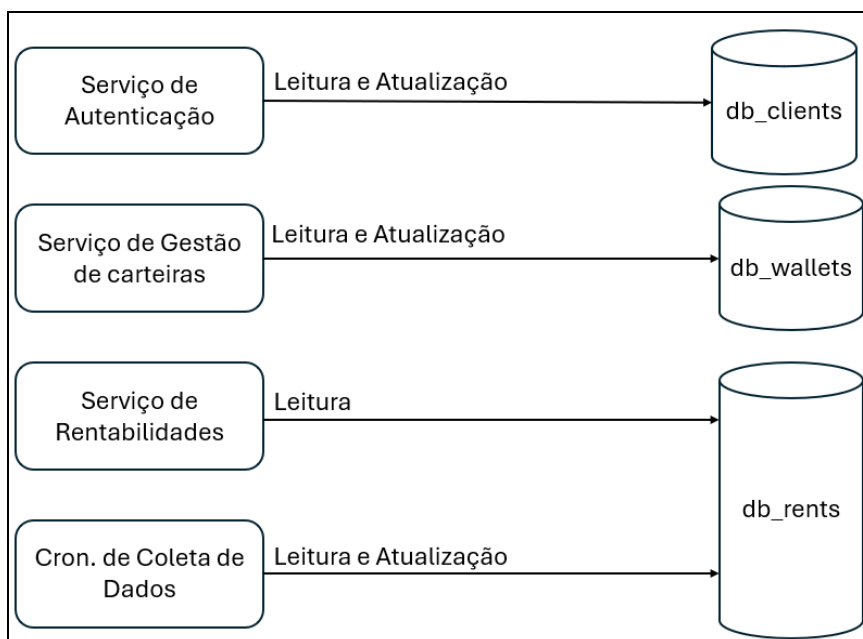 Serviço de
Autenticação
Leitura e Atualização
db_clients
Serviço de Gestão
de carteiras
Leitura e Atualização
db_wallets
Serviço de
Rentabilidades
Leitura
db_rents
Cron. de Coleta de
Dados
Leitura e Atualização